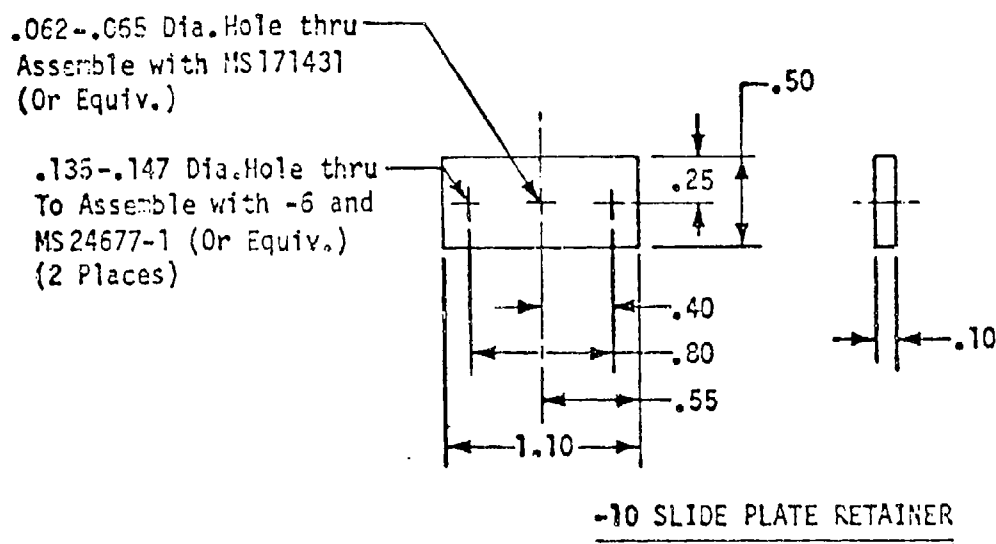 .062-.065 Dia.Hole thru
Assemble with MS171431
(Or Equiv.)
.135-.147 Dia.Hole thru
To Assemble with -6 and
MS24677-1 (Or Equiv.)
(2 Places)
.50
.25
.40
.80
.55
1.10
.10
-10 SLIDE PLATE RETAINER